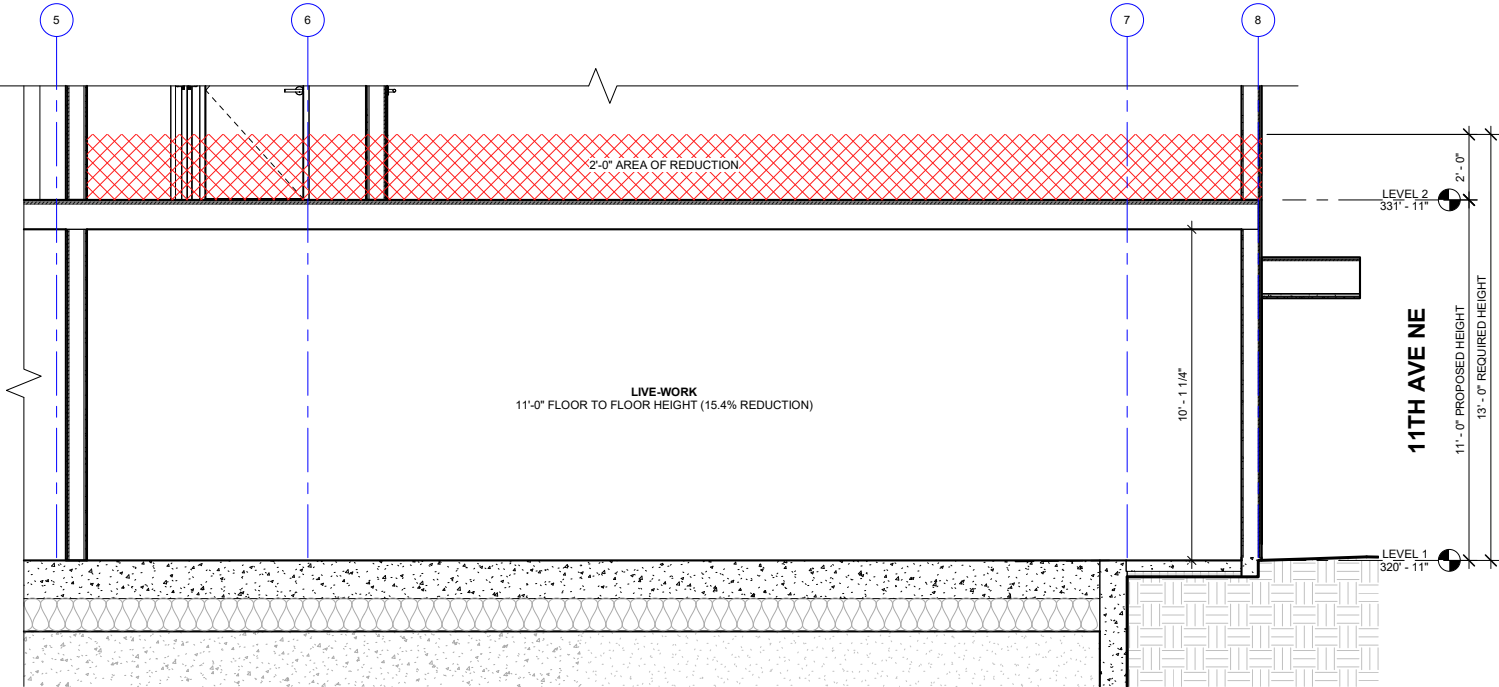 5
6
7
8
2'-0" AREA OF REDUCTION
2' - 0"
LEVEL 2
331' - 11"
LIVE-WORK
11'-0" FLOOR TO FLOOR HEIGHT (15.4% REDUCTION)
10' - 1 1/4"
11TH AVE NE
11' - 0" PROPOSED HEIGHT
13' - 0" REQUIRED HEIGHT
LEVEL 1
320' - 11"